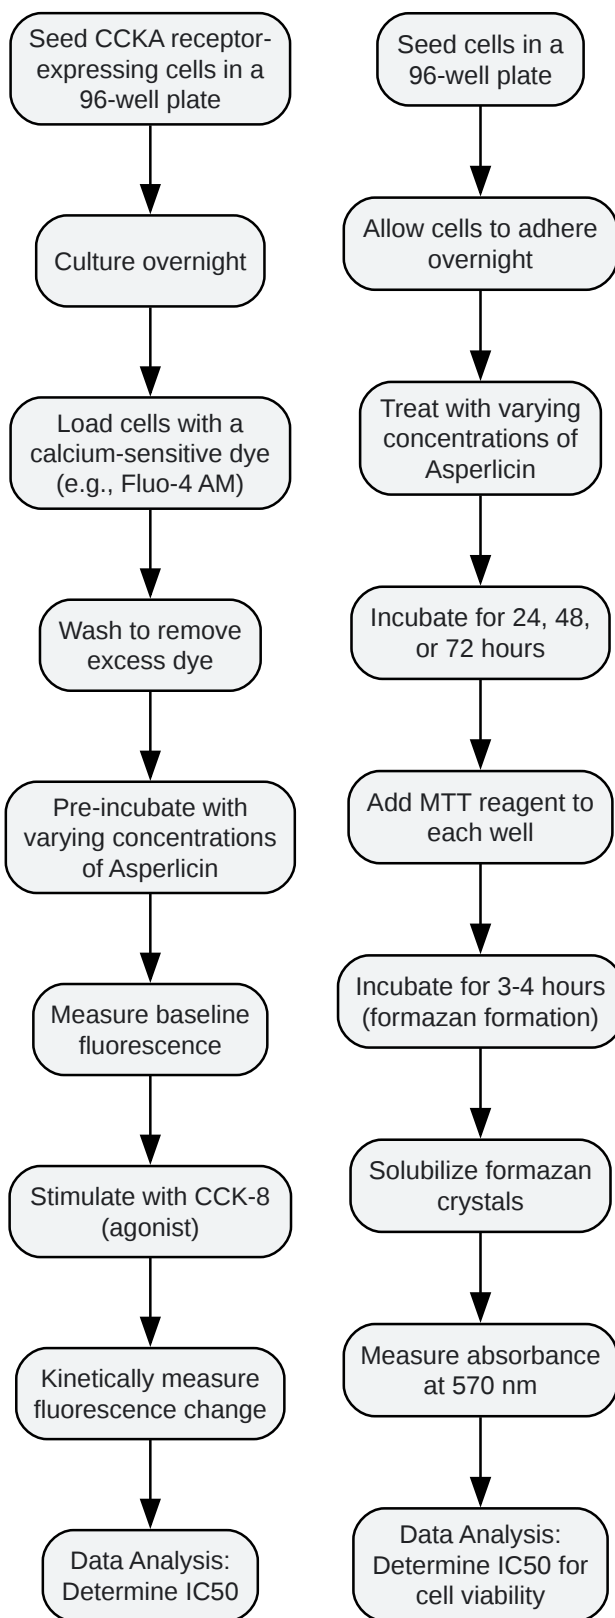 Seed CCKA receptor-
expressing cells in a
96-well plate
Culture overnight
Load cells with a
calcium-sensitive dye
(e.g., Fluo-4 AM)
Wash to remove
excess dye
Pre-incubate with
varying concentrations
of Asperlicin
Measure baseline
fluorescence
Stimulate with CCK-8
(agonist)
Kinetically measure
fluorescence change
Data Analysis:
Determine IC50
Seed cells in a
96-well plate
Allow cells to adhere
overnight
Treat with varying
concentrations of
Asperlicin
Incubate for 24, 48,
or 72 hours
Add MTT reagent to
each well
Incubate for 3-4 hours
(formazan formation)
Solubilize formazan
crystals
Measure absorbance
at 570 nm
Data Analysis:
Determine IC50 for
cell viability